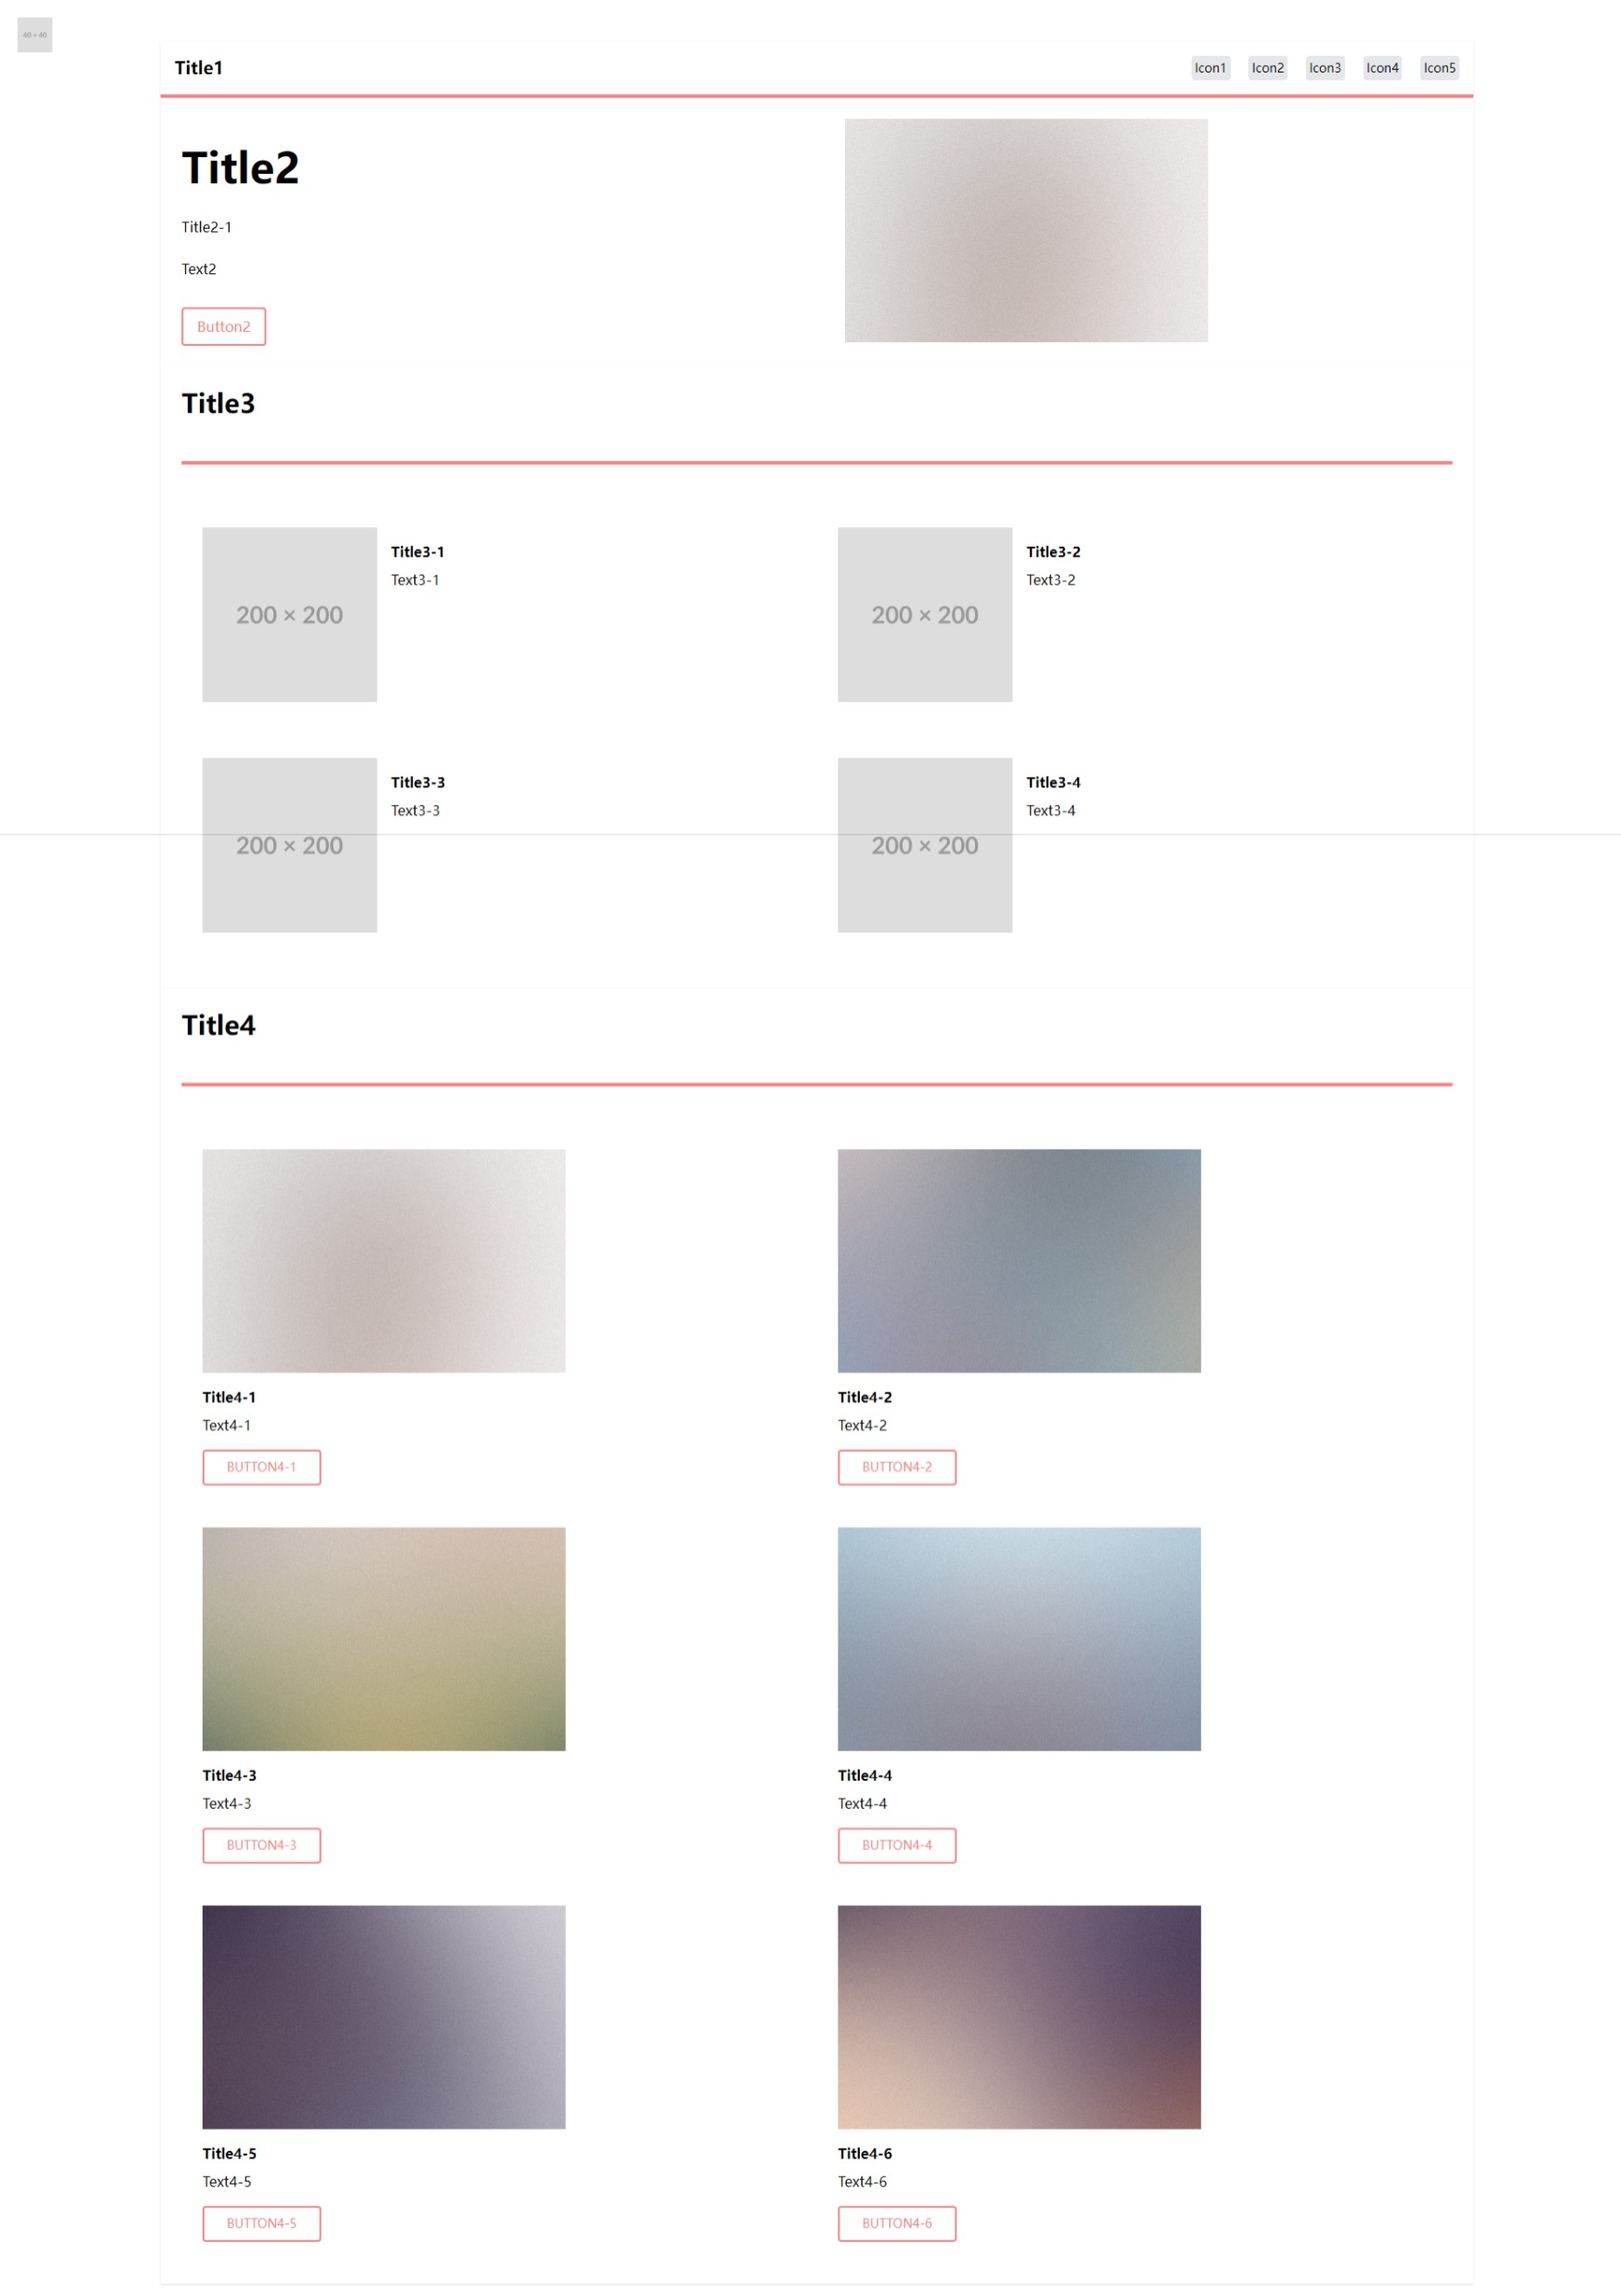 40 × 40
Title1
Icon1 Icon2 Icon3 Icon4 Icon5
Title2
Title2-1
Text2
Button2
Title3
200 × 200
Title3-1
Text3-1
200 × 200
Title3-2
Text3-2
200 × 200
Title3-3
Text3-3
200 × 200
Title3-4
Text3-4
Title4
Title4-1
Text4-1
BUTTON4-1
Title4-2
Text4-2
BUTTON4-2
Title4-3
Text4-3
BUTTON4-3
Title4-4
Text4-4
BUTTON4-4
Title4-5
Text4-5
BUTTON4-5
Title4-6
Text4-6
BUTTON4-6